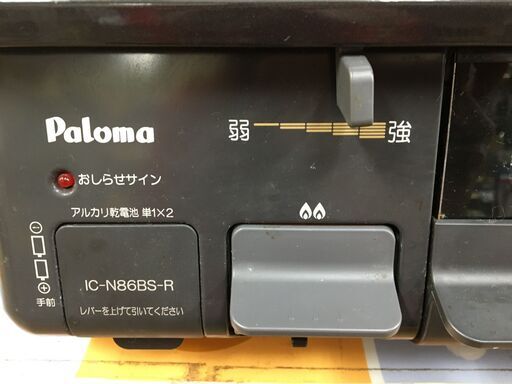 Paloma
弱 強
おしらせサイン
アルカリ乾電池 単1×2
手前
IC-N86BS-R
レバーを上げて引いてください